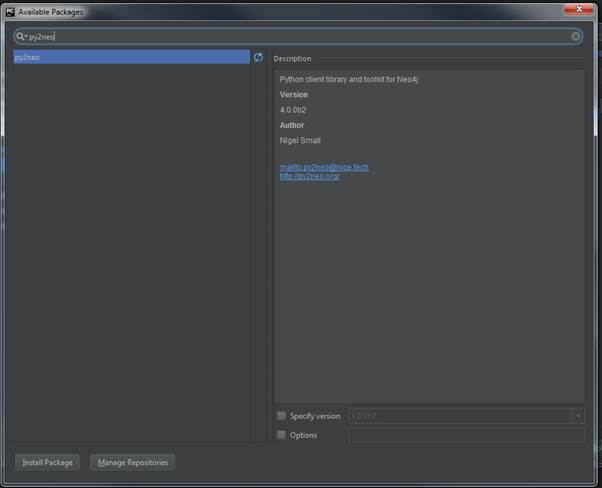 PC Available Packages
py2neo
py2neo
Description
Python client library and toolkit for Neo4j
Version
4.0.0b2
Author
Nigel Small
mailto:py2neo@nige.tech
http://py2neo.org/
Specify version 4.0.0b2
Options
Install Package Manage Repositories